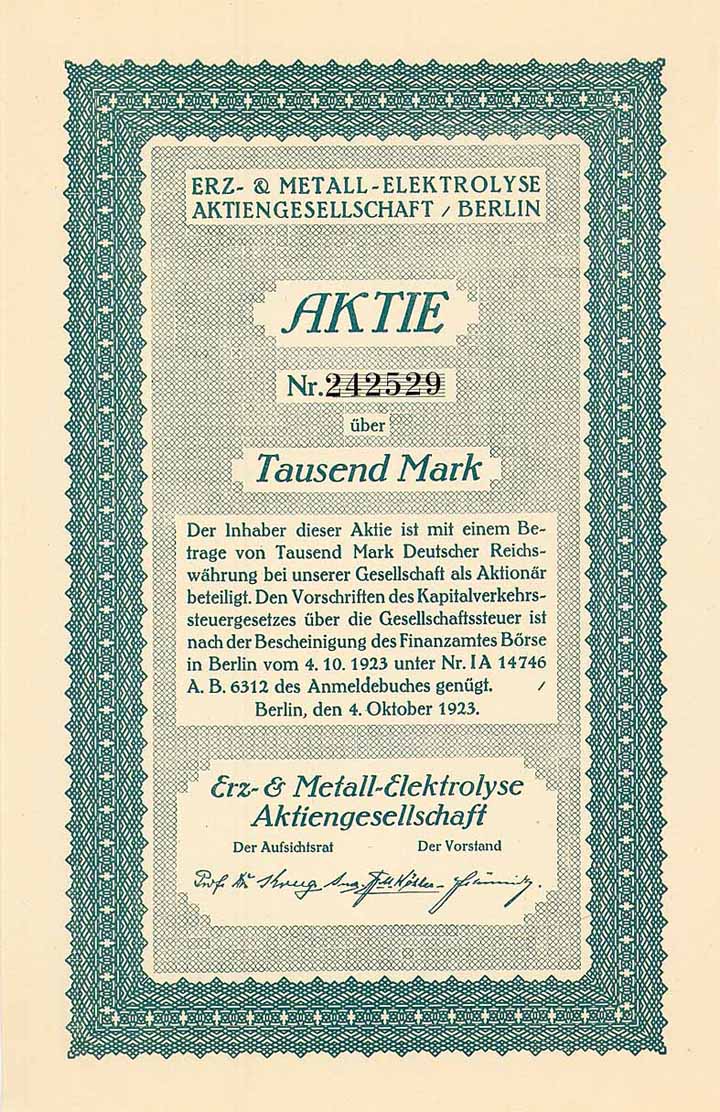 ERZ- & METALL-ELEKTROLYSE
AKTIENGESELLSCHAFT / BERLIN
AKTIE
Nr. 242529
über
Tausend Mark
Der Inhaber dieser Aktie ist mit einem Be-
trage von Tausend Mark Deutscher Reichs-
währung bei unserer Gesellschaft als Aktionär
beteiligt. Den Vorschriften des Kapitalverkehrs-
steuergesetzes über die Gesellschaftssteuer ist
nach der Bescheinigung des Finanzamtes Börse
in Berlin vom 4. 10. 1923 unter Nr. IA 14746
A. B. 6312 des Anmeldebuches genügt. /
Berlin, den 4. Oktober 1923.
Erz- & Metall-Elektrolyse
Aktiengesellschaft
Der Aufsichtsrat Der Vorstand
Prof. Dr.